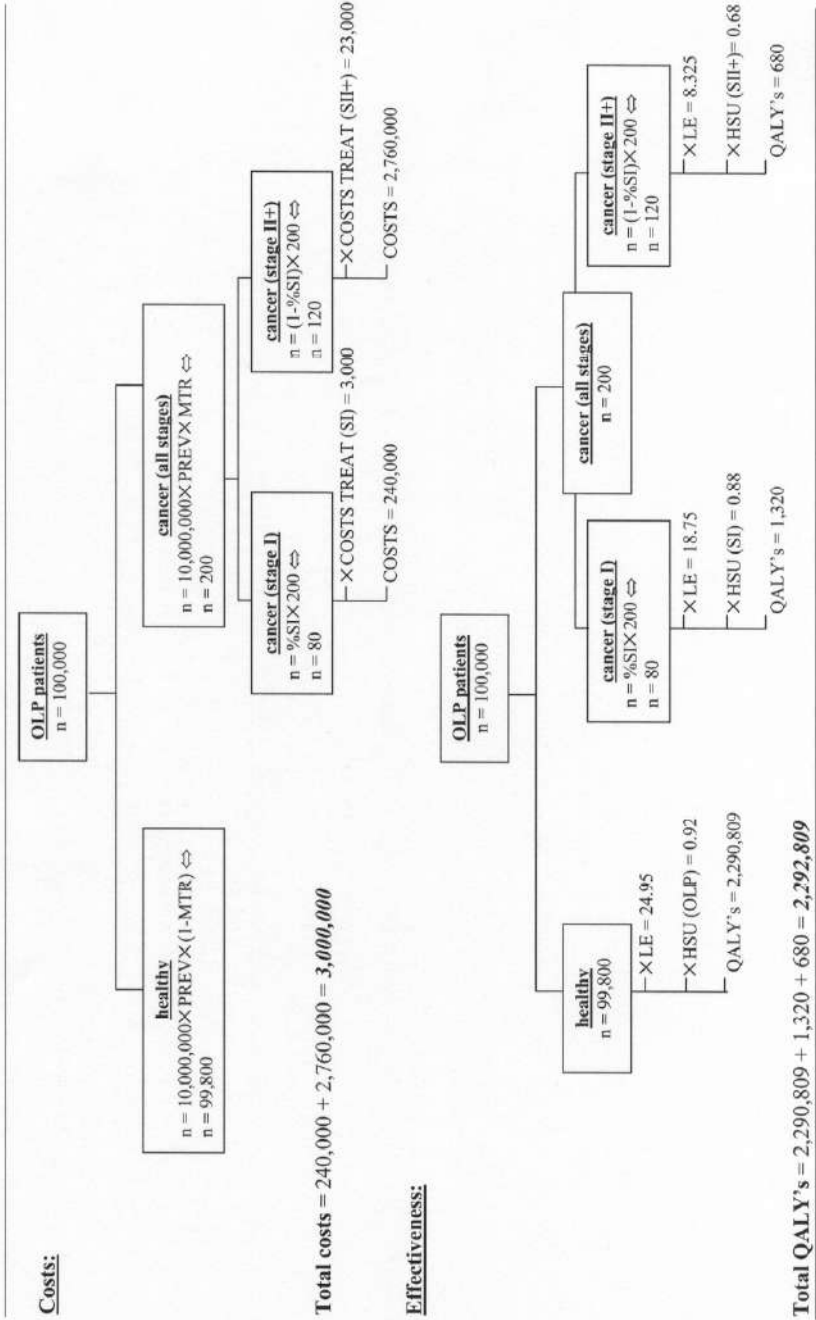 Costs:
OLP patients
n = 100,000
healthy
n = 10,000,000×PREV×(1-MTR) ⇔
n = 99,800
cancer (all stages)
n = 10,000,000×PREV×MTR ⇔
n = 200
cancer (stage I)
n = %SI×200 ⇔
n = 80
×COSTS TREAT (SI) = 3,000
COSTS = 240,000
cancer (stage II+)
n = (1-%SI)×200 ⇔
n = 120
×COSTS TREAT (SII+) = 23,000
COSTS = 2,760,000
Total costs = 240,000 + 2,760,000 = 3,000,000
Effectiveness:
OLP patients
n = 100,000
healthy
n = 99,800
×LE = 24.95
×HSU (OLP) = 0.92
QALY's = 2,290,809
cancer (all stages)
n = 200
cancer (stage I)
n = %SI×200 ⇔
n = 80
×LE = 18.75
×HSU (SI) = 0.88
QALY's = 1,320
cancer (stage II+)
n = (1-%SI)×200 ⇔
n = 120
×LE = 8.325
×HSU (SII+)= 0.68
QALY's = 680
Total QALY's = 2,290,809 + 1,320 + 680 = 2,292,809